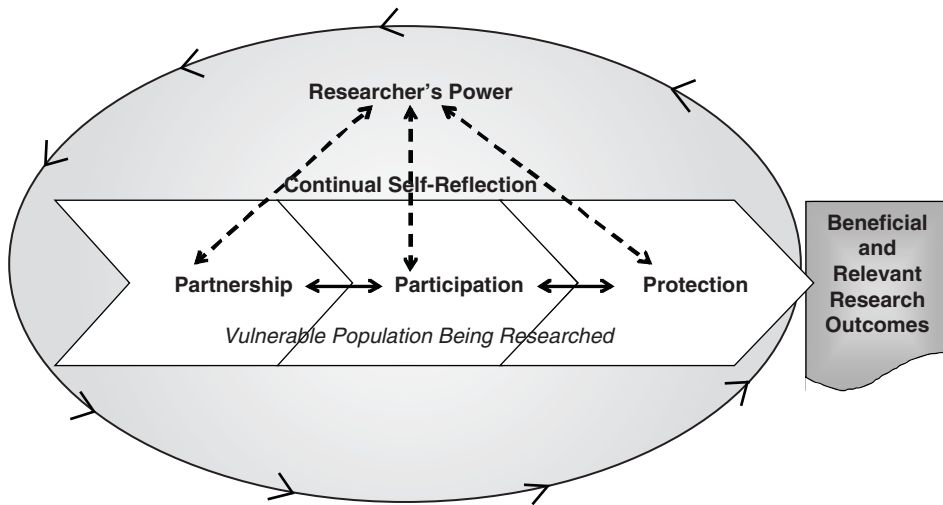 Researcher's Power
Continual Self-Reflection
Partnership
Participation
Protection
Vulnerable Population Being Researched
Beneficial
and
Relevant
Research
Outcomes